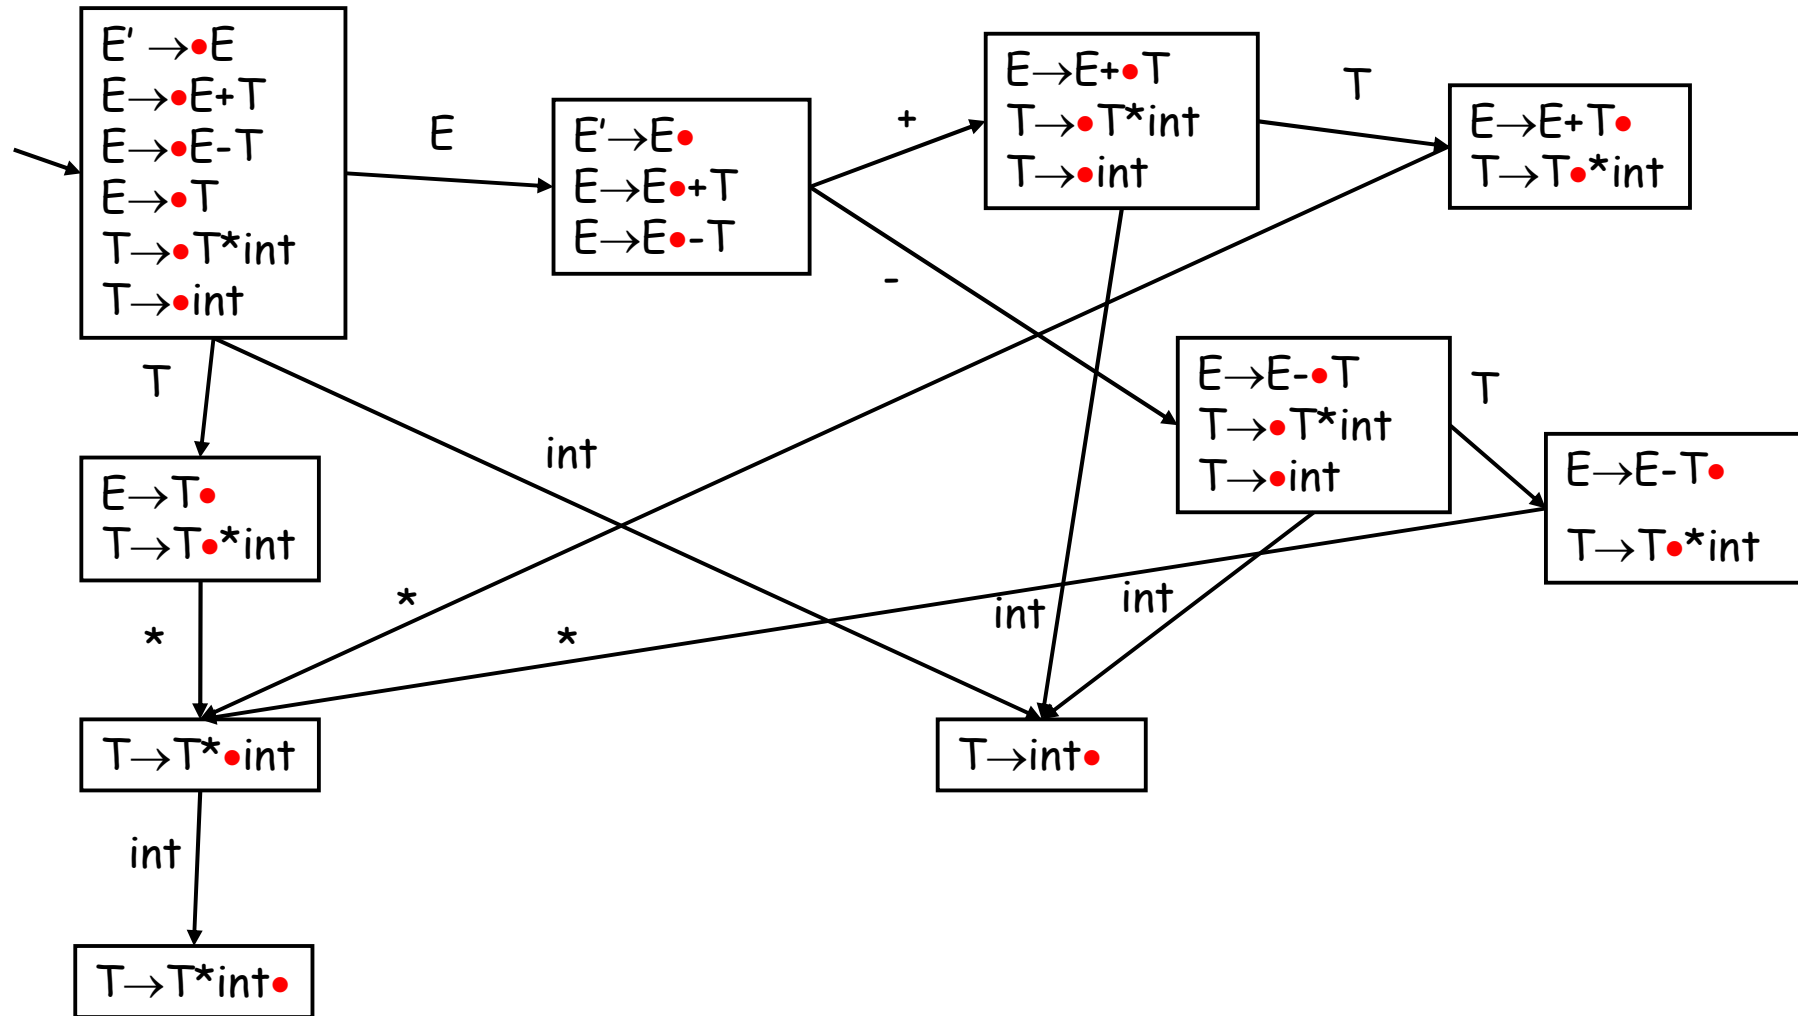 E' →•E
E→•E+T
E→•E-T
E→•T
T→•T*int
T→•int
E
E'→E•
E→E•+T
E→E•-T
+
-
E→E+•T
T→•T*int
T→•int
T
E→E+T•
T→T•*int
T
int
E→E-•T
T→•T*int
T→•int
T
E→E-T•
T→T•*int
E→T•
T→T•*int
*
*
*
int
int
T→T*•int
T→int•
int
T→T*int•